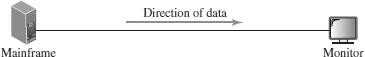 Direction of data
Mainframe
Monitor